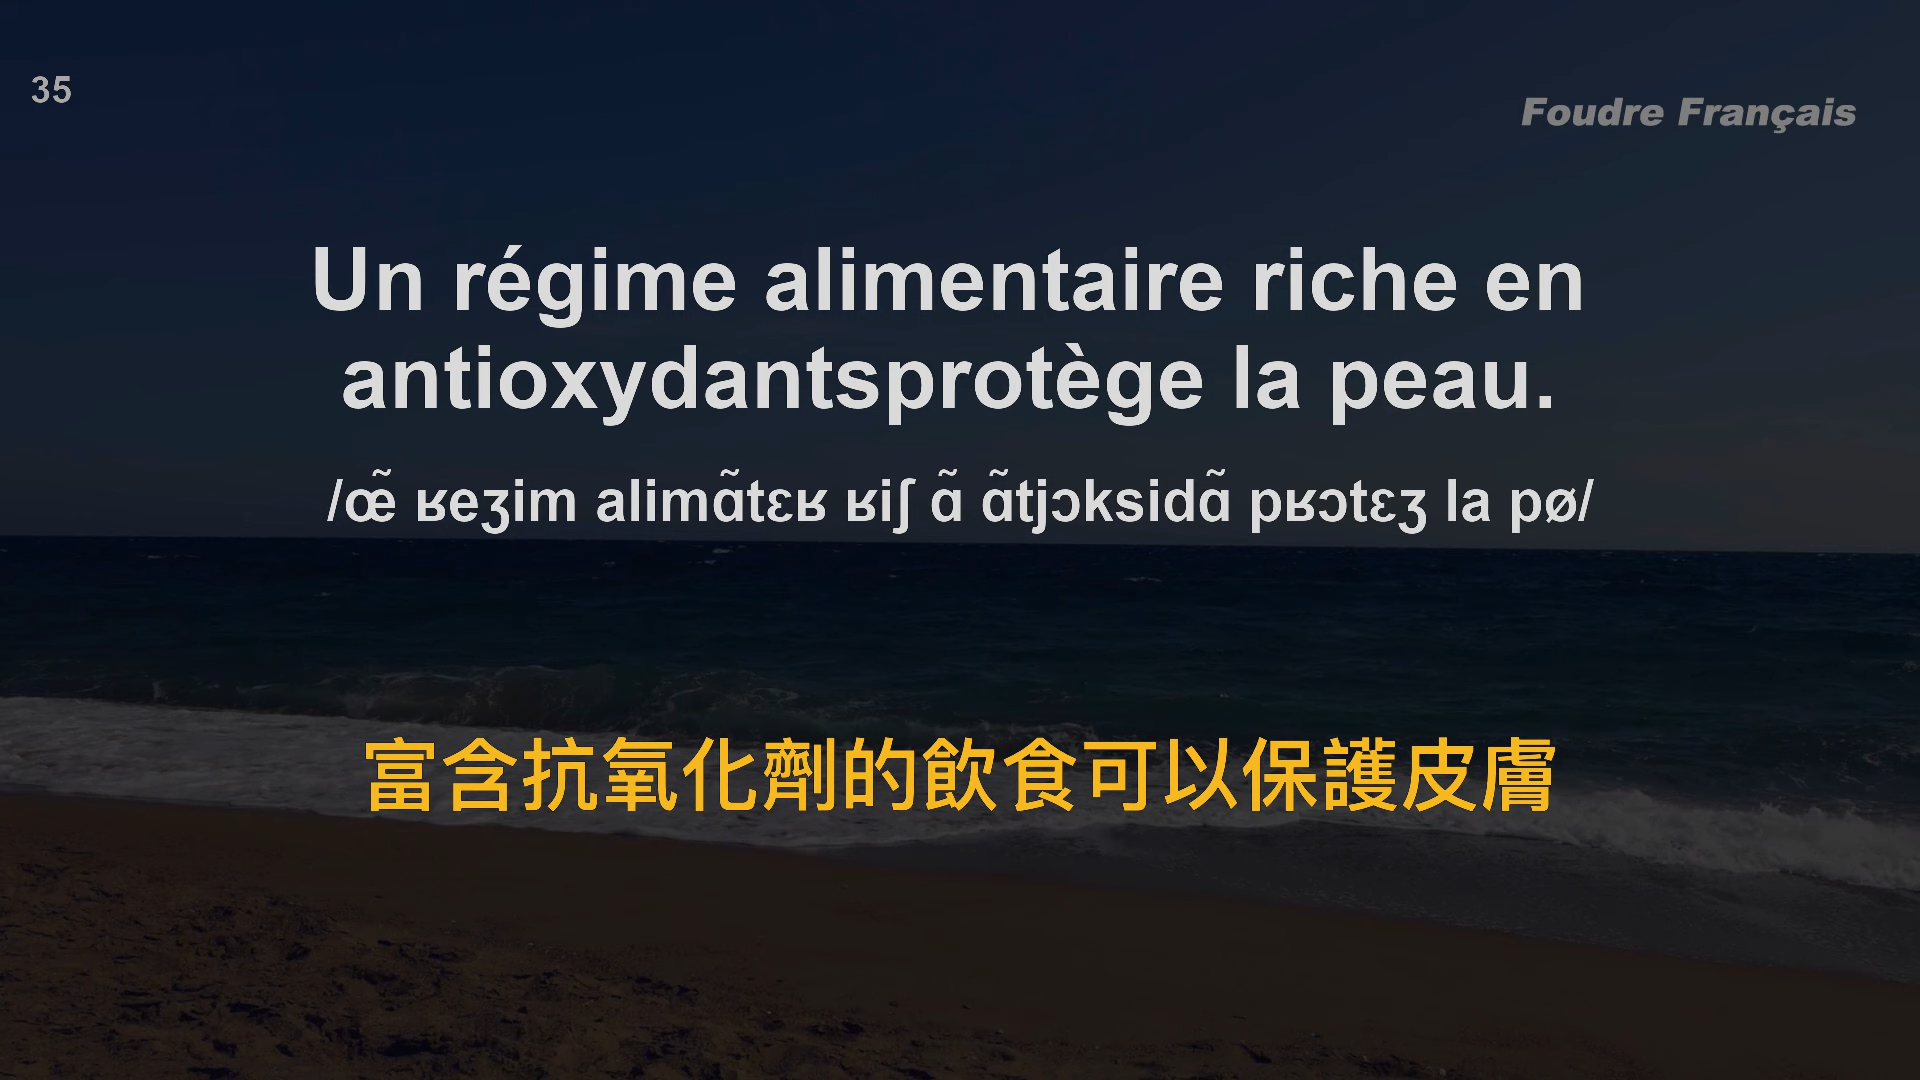 35
Foudre Français
Un régime alimentaire riche en
antioxydantsprotège la peau.
/œ̃ ʁeʒim alimɑ̃tɛʁ ʁiʃ ɑ̃ ɑ̃tjɔksidɑ̃ pʁɔtɛʒ la pø/
富含抗氧化劑的飲食可以保護皮膚